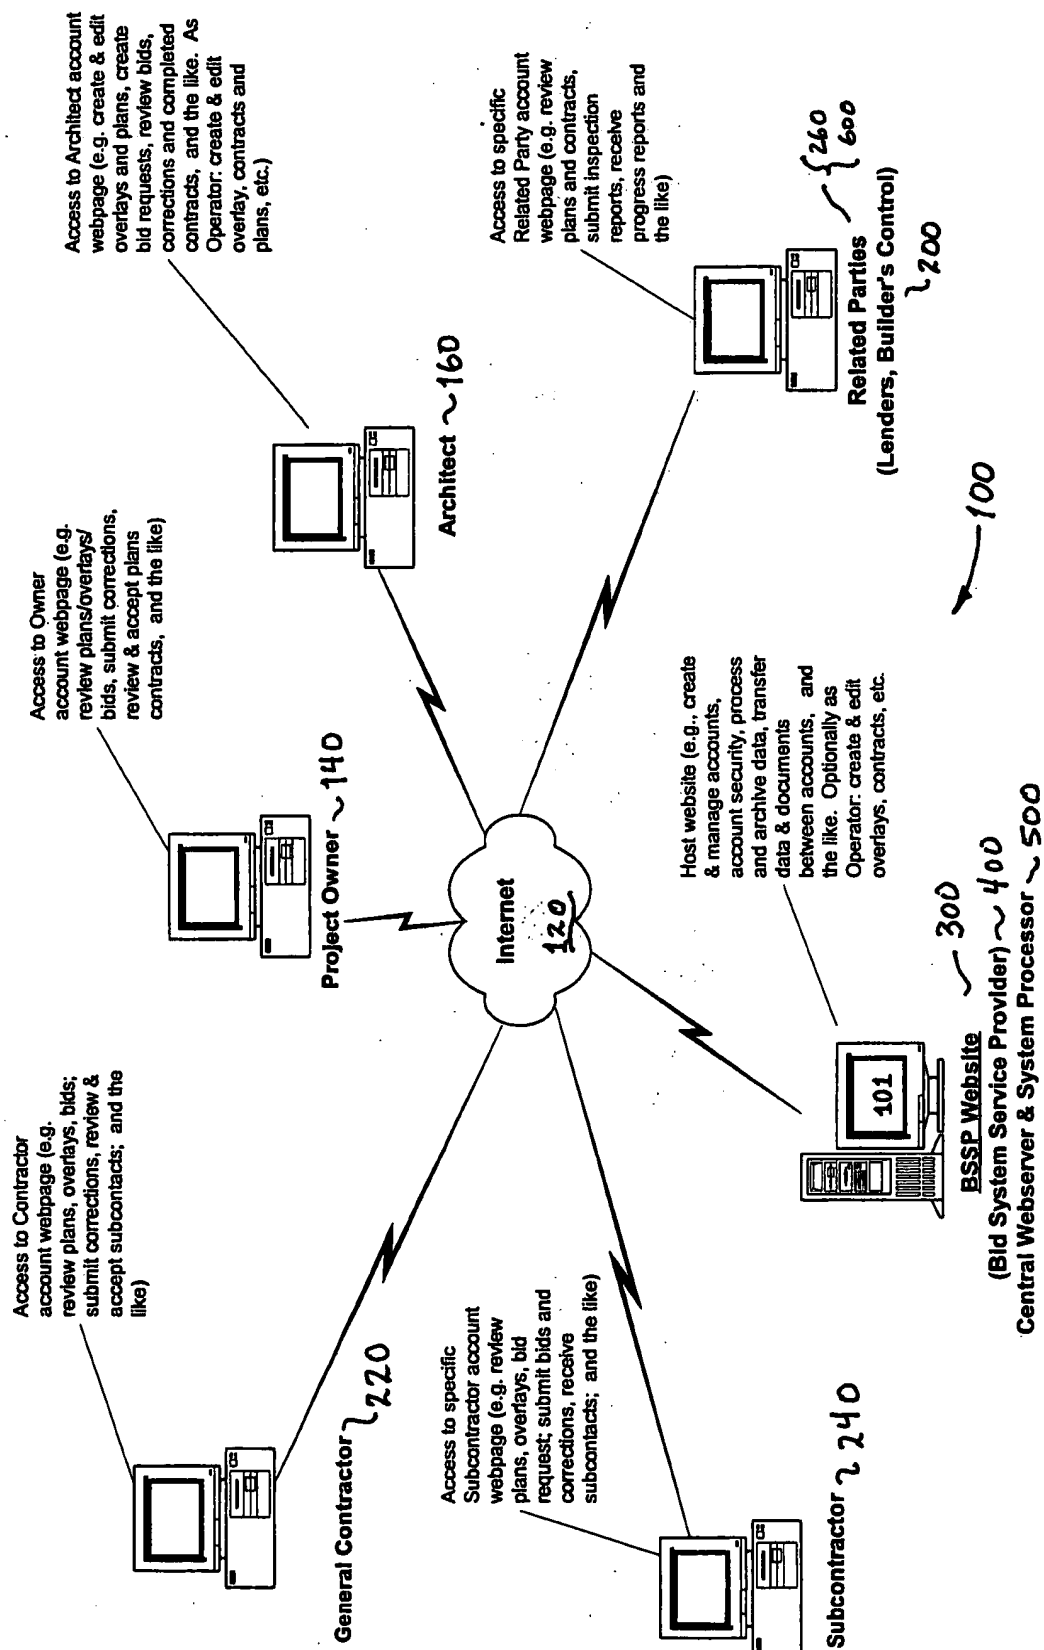 Access to Contractor
account webpage (e.g.
review plans, overlays, bids;
submit corrections, review &
accept subcontacts; and the
like)
General Contractor ~ 220
Access to Owner
account webpage (e.g.
review plans/overlays/
bids, submit corrections,
review & accept plans
contracts, and the like)
Project Owner ~ 140
Access to Architect account
webpage (e.g. create & edit
overlays and plans, create
bid requests, review bids,
corrections and completed
contracts, and the like. As
Operator: create & edit
overlay, contracts and
plans, etc.)
Architect ~ 160
Internet
120
Access to specific
Subcontractor account
webpage (e.g. review
plans, overlays, bid
request; submit bids and
corrections, receive
subcontacts; and the like)
Subcontractor ~ 240
Host website (e.g., create
& manage accounts,
account security, process
and archive data, transfer
data & documents
between accounts, and
the like. Optionally as
Operator: create & edit
overlays, contracts, etc.
101
BSSP Website ~ 300
(Bid System Service Provider) ~ 400
Central Webserver & System Processor ~ 500
Access to specific
Related Party account
webpage (e.g. review
plans and contracts,
submit inspection
reports, receive
progress reports and
the like)
Related Parties ~ { 260
600
(Lenders, Builder's Control)
~ 200
100